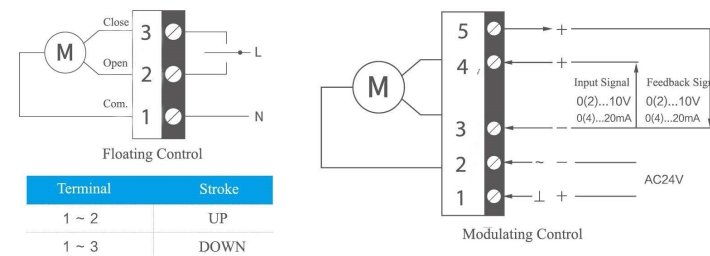 Close
3
M
L
Open
2
Com.
1
N
Floating Control
Terminal Stroke
1 ~ 2 UP
1 ~ 3 DOWN
5 +
4 +
M
Input Signal Feedback Sig
0(2)...10V 0(2)...10V
0(4)...20mA 0(4)...20mA
3 −
2 ~ −
AC24V
1 ⊥ +
Modulating Control